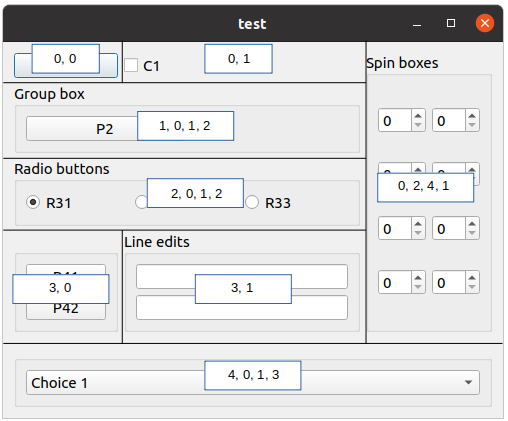 test
0, 0
C1
0, 1
Spin boxes
Group box
0 0
P2
1, 0, 1, 2
Radio buttons
0, 2, 4, 1
R31
2, 0, 1, 2
R33
0 0
Line edits
3, 0
3, 1
0 0
P42
4, 0, 1, 3
Choice 1